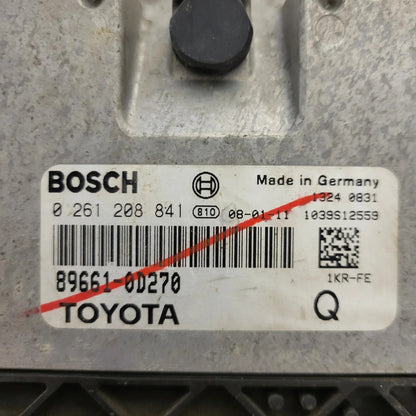 BOSCH Made in Germany
1324 0831
0 261 208 841 810 08-01-11 1039S12559
89661-0D270 1KR-FE
TOYOTA Q